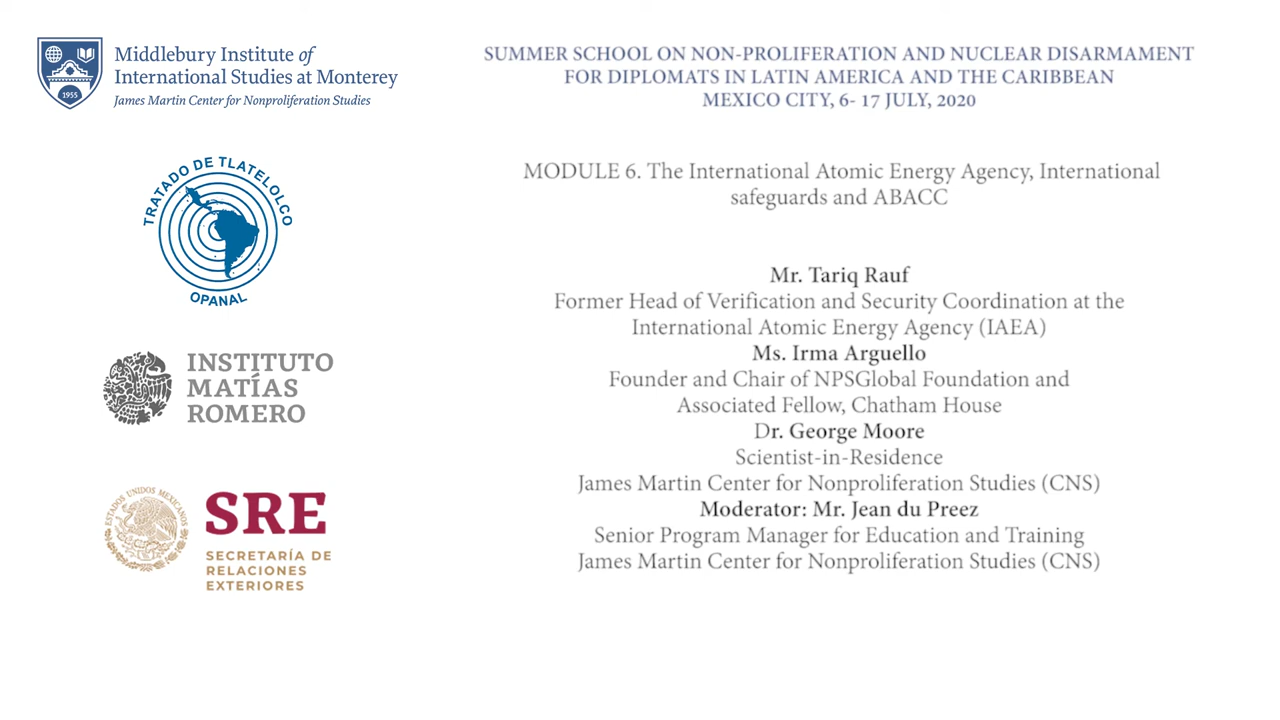 Middlebury Institute of
International Studies at Monterey
James Martin Center for Nonproliferation Studies
1955
TRATADO DE TLATELOLCO
OPANAL
INSTITUTO
MATÍAS
ROMERO
ESTADOS UNIDOS MEXICANOS
SRE
SECRETARÍA DE
RELACIONES
EXTERIORES
SUMMER SCHOOL ON NON-PROLIFERATION AND NUCLEAR DISARMAMENT
FOR DIPLOMATS IN LATIN AMERICA AND THE CARIBBEAN
MEXICO CITY, 6- 17 JULY, 2020
MODULE 6. The International Atomic Energy Agency, International
safeguards and ABACC
Mr. Tariq Rauf
Former Head of Verification and Security Coordination at the
International Atomic Energy Agency (IAEA)
Ms. Irma Arguello
Founder and Chair of NPSGlobal Foundation and
Associated Fellow, Chatham House
Dr. George Moore
Scientist-in-Residence
James Martin Center for Nonproliferation Studies (CNS)
Moderator: Mr. Jean du Preez
Senior Program Manager for Education and Training
James Martin Center for Nonproliferation Studies (CNS)